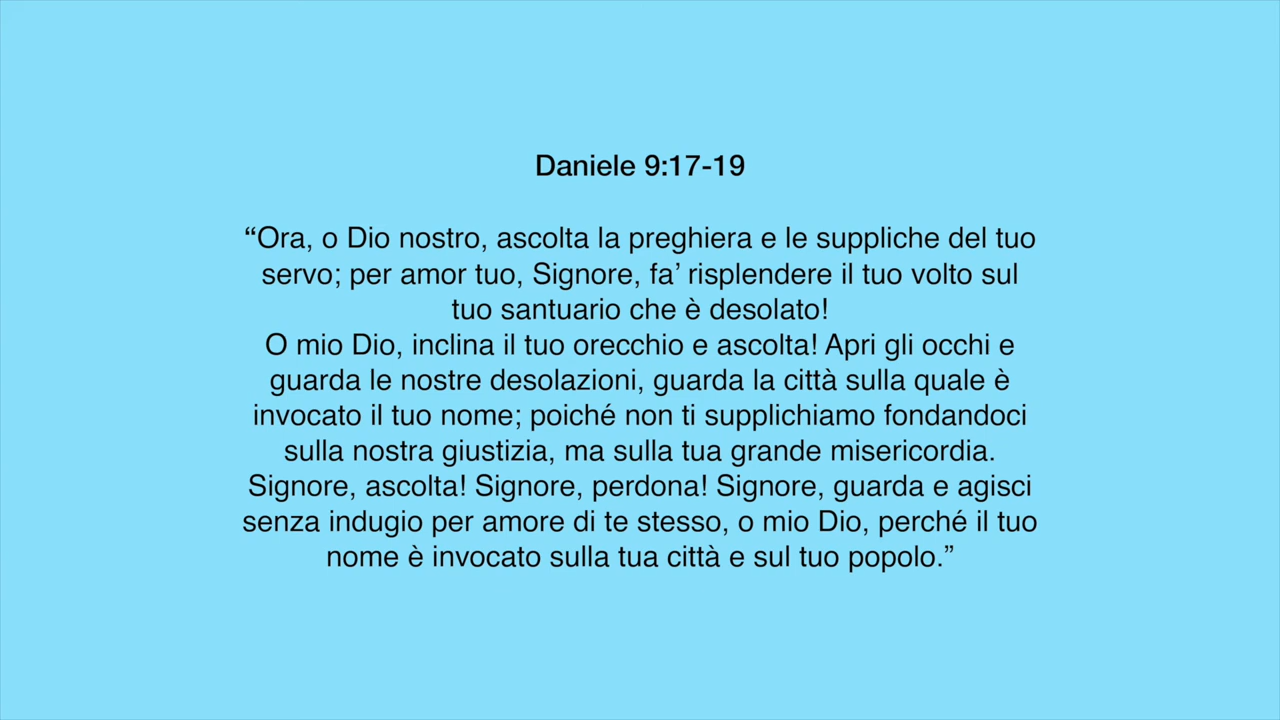 Daniele 9:17-19
“Ora, o Dio nostro, ascolta la preghiera e le suppliche del tuo
servo; per amor tuo, Signore, fa’ risplendere il tuo volto sul
tuo santuario che è desolato!
O mio Dio, inclina il tuo orecchio e ascolta! Apri gli occhi e
guarda le nostre desolazioni, guarda la città sulla quale è
invocato il tuo nome; poiché non ti supplichiamo fondandoci
sulla nostra giustizia, ma sulla tua grande misericordia.
Signore, ascolta! Signore, perdona! Signore, guarda e agisci
senza indugio per amore di te stesso, o mio Dio, perché il tuo
nome è invocato sulla tua città e sul tuo popolo.”